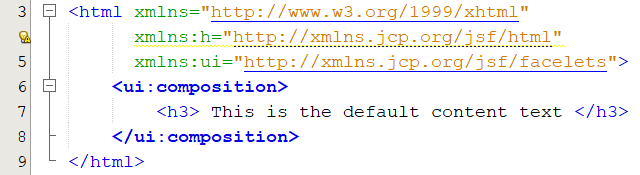 3 <html xmlns="http://www.w3.org/1999/xhtml"
xmlns:h="http://xmlns.jcp.org/jsf/html"
5 xmlns:ui="http://xmlns.jcp.org/jsf/facelets">
6 <ui:composition>
7 <h3> This is the default content text </h3>
8 </ui:composition>
9 </html>